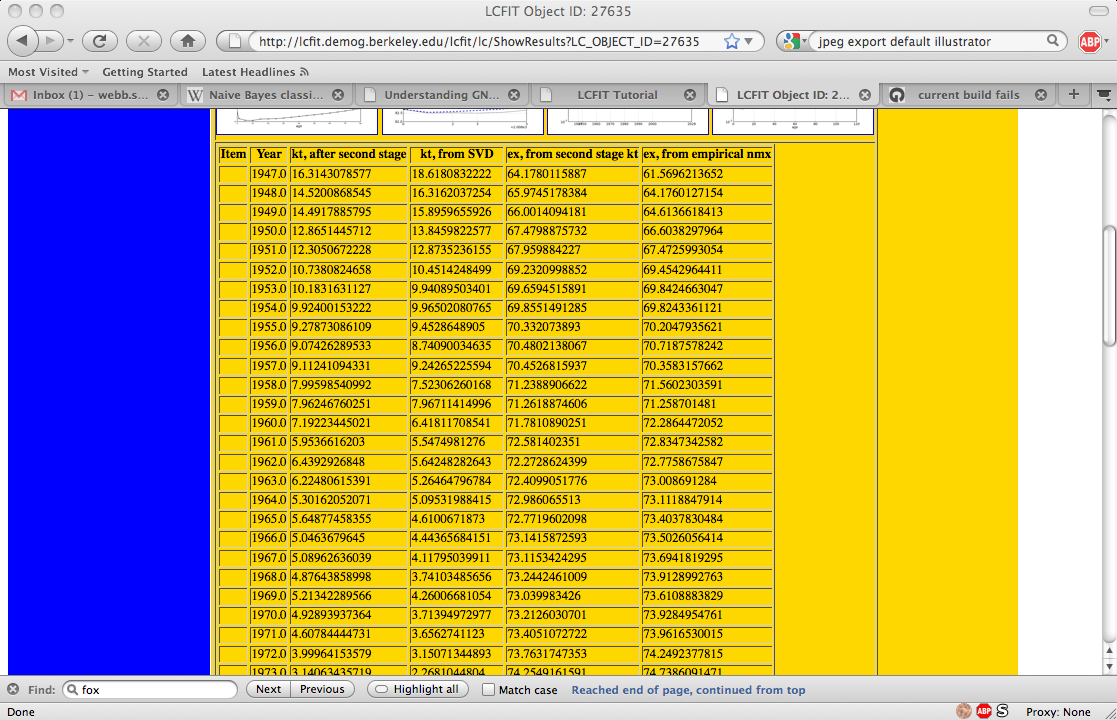 LCFIT Object ID: 27635
http://lcfit.demog.berkeley.edu/lcfit/lc/ShowResults?LC_OBJECT_ID=27635 jpeg export default illustrator ABP
Most Visited Getting Started Latest Headlines
Inbox (1) – webb.s... Naive Bayes classi... Understanding GN... LCFIT Tutorial LCFIT Object ID: 2... current build fails
Item Year kt, after second stage kt, from SVD ex, from second stage kt ex, from empirical nmx
1947.0 16.3143078577 18.6180832222 64.1780115887 61.5696213652
1948.0 14.5200868545 16.3162037254 65.9745178384 64.1760127154
1949.0 14.4917885795 15.8959655926 66.0014094181 64.6136618413
1950.0 12.8651445712 13.8459822577 67.4798875732 66.6038297964
1951.0 12.3050672228 12.8735236155 67.959884227 67.4725993054
1952.0 10.7380824658 10.4514248499 69.2320998852 69.4542964411
1953.0 10.1831631127 9.94089503401 69.6594515891 69.8424663047
1954.0 9.92400153222 9.96502080765 69.8551491285 69.8243361121
1955.0 9.27873086109 9.4528648905 70.332073893 70.2047935621
1956.0 9.07426289533 8.74090034635 70.4802138067 70.7187578242
1957.0 9.11241094331 9.24265225594 70.4526815937 70.3583157662
1958.0 7.99598540992 7.52306260168 71.2388906622 71.5602303591
1959.0 7.96246760251 7.96711414996 71.2618874606 71.258701481
1960.0 7.19223445021 6.41811708541 71.7810890251 72.2864472052
1961.0 5.9536616203 5.5474981276 72.581402351 72.8347342582
1962.0 6.4392926848 5.64248282643 72.2728624399 72.7758675847
1963.0 6.22480615391 5.26464796784 72.4099051776 73.008691284
1964.0 5.30162052071 5.09531988415 72.986065513 73.1118847914
1965.0 5.64877458355 4.6100671873 72.7719602098 73.4037830484
1966.0 5.0463679645 4.44365684151 73.1415872593 73.5026056414
1967.0 5.08962636039 4.11795039911 73.1153424295 73.6941819295
1968.0 4.87643858998 3.74103485656 73.2442461009 73.9128992763
1969.0 5.21342289566 4.26006681054 73.039983426 73.6108883829
1970.0 4.92893937364 3.71394972977 73.2126030701 73.9284954761
1971.0 4.60784444731 3.6562741123 73.4051072722 73.9616530015
1972.0 3.99964153579 3.15071344893 73.7631747353 74.2492377815
1973.0 3.14063435719 2.2681044804 74.2549161591 74.7386091471
Find: fox Next Previous Highlight all Match case Reached end of page, continued from top
Done ABP S Proxy: None